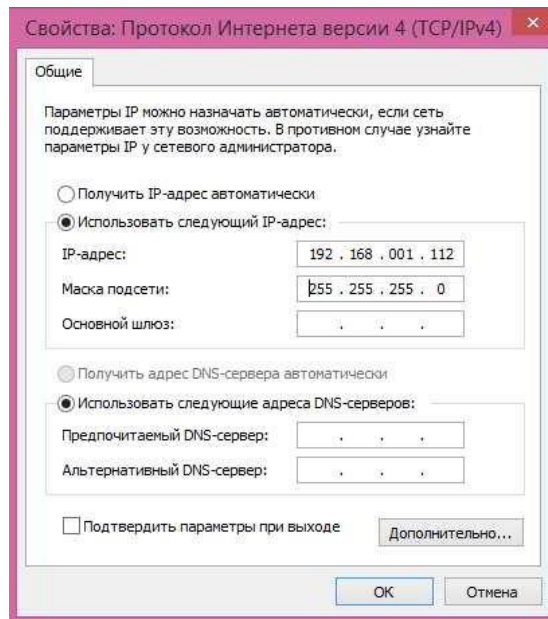 Свойства: Протокол Интернета версии 4 (TCP/IPv4)
Общие
Параметры IP можно назначать автоматически, если сеть
поддерживает эту возможность. В противном случае узнайте
параметры IP у сетевого администратора.
Получить IP-адрес автоматически
Использовать следующий IP-адрес:
IP-адрес: 192 . 168 . 001 . 112
Маска подсети: 255 . 255 . 255 . 0
Основной шлюз: . . .
Получить адрес DNS-сервера автоматически
Использовать следующие адреса DNS-серверов:
Предпочитаемый DNS-сервер: . . .
Альтернативный DNS-сервер: . . .
Подтвердить параметры при выходе
Дополнительно...
ОК Отмена